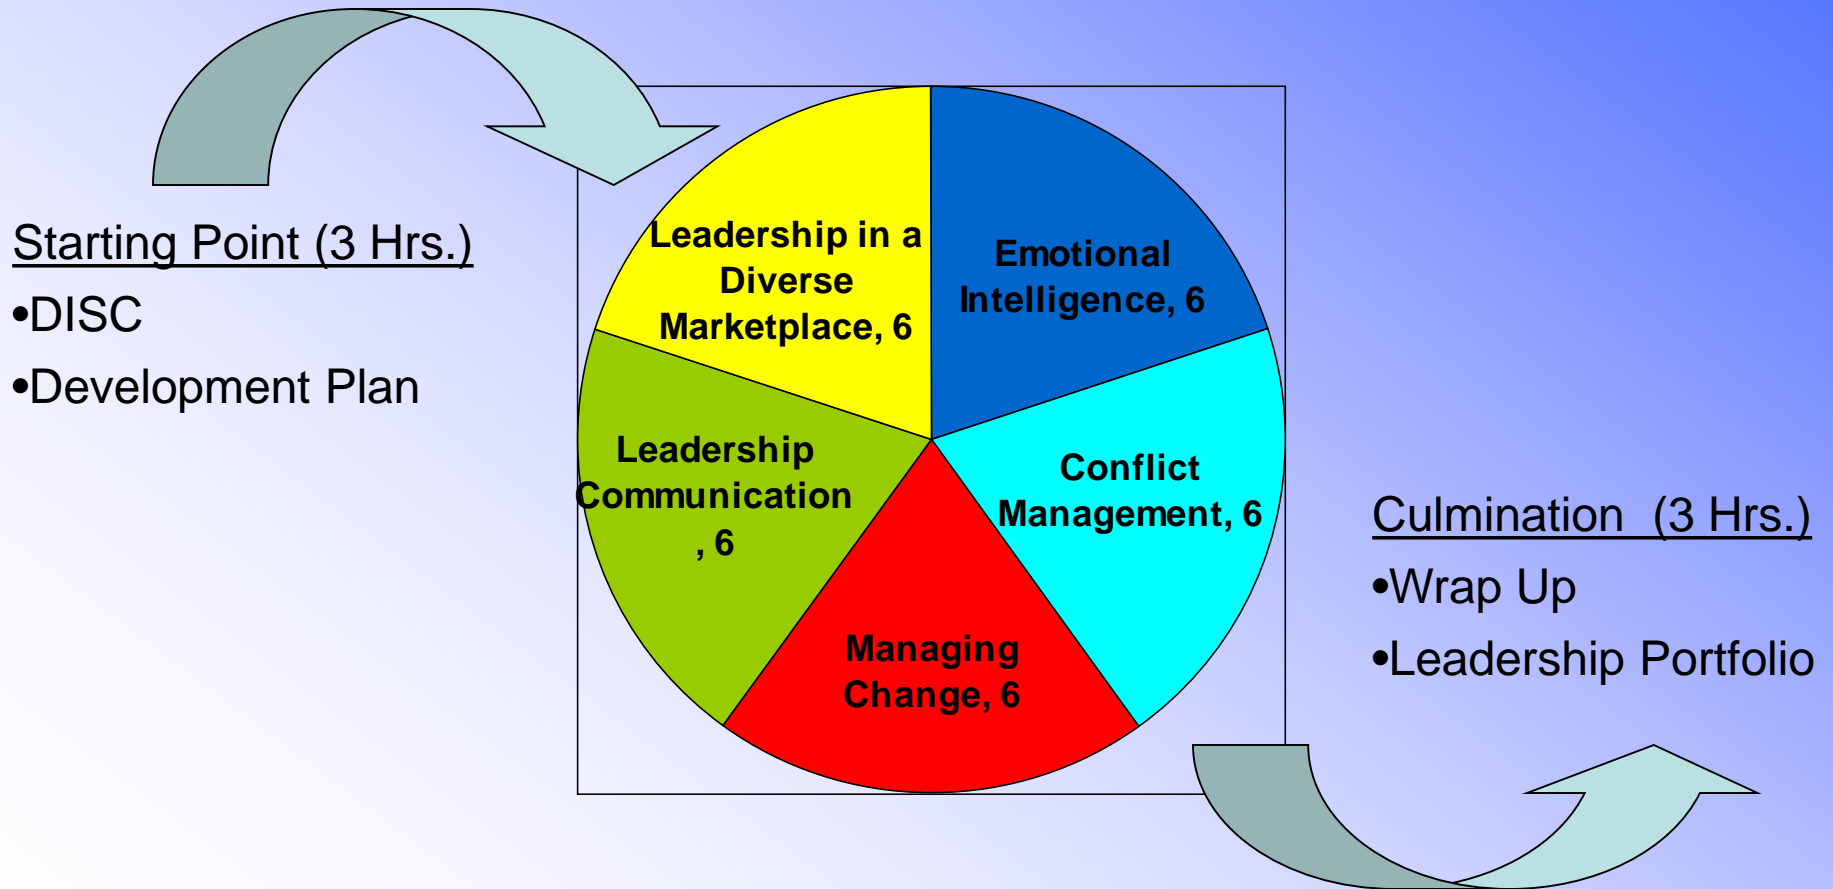 Starting Point (3 Hrs.)
•DISC
•Development Plan
Leadership in a
Diverse
Marketplace, 6
Emotional
Intelligence, 6
Leadership
Communication
, 6
Conflict
Management, 6
Managing
Change, 6
Culmination  (3 Hrs.)
•Wrap Up
•Leadership Portfolio